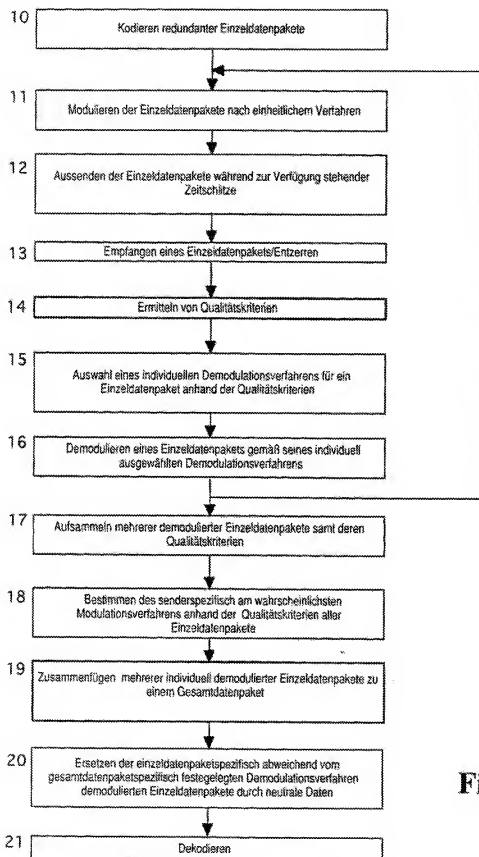 10
Kodieren redundanter Einzeldatenpakete
11
Modulieren der Einzeldatenpakete nach einheitlichem Verfahren
12
Aussenden der Einzeldatenpakete während zur Verfügung stehender
Zeitschlitze
13
Empfangen eines Einzeldatenpakets/Entzerren
14
Ermitteln von Qualitätskriterien
15
Auswahl eines individuellen Demodulationsverfahrens für ein
Einzeldatenpaket anhand der Qualitätskriterien
16
Demodulieren eines Einzeldatenpakets gemäß seines individuell
ausgewählten Demodulationsverfahrens
17
Aufsammeln mehrerer demodulierter Einzeldatenpakete samt deren
Qualitätskriterien
18
Bestimmen des senderspezifisch am wahrscheinlichsten
Modulationsverfahrens anhand der Qualitätskriterien aller
Einzeldatenpakete
19
Zusammenfügen mehrerer individuell demodulierter Einzeldatenpakete zu
einem Gesamtdatenpaket
20
Ersetzen der einzeldatenpaketspezifisch abweichend vom
gesamtdatenpaketspezifisch festegelegten Demodulationsverfahren
demodulierten Einzeldatenpakete durch neutrale Daten
Fi
21
Dekodieren